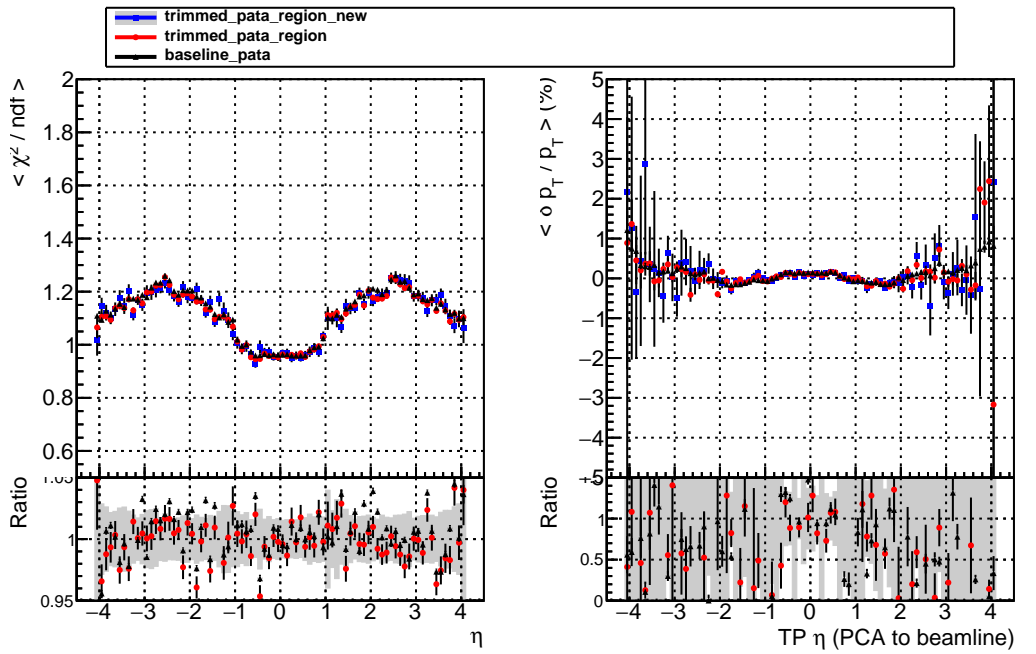 trimmed_pata_region_new
trimmed_pata_region
baseline_pata
< χ² / ndf >
2
1.8
1.6
1.4
1.2
1
0.8
0.6
Ratio
1.05
1
0.95
−4 −3 −2 −1 0 1 2 3 4
η
< σ p_T / p_T > (%)
5
4
3
2
1
0
−1
−2
−3
−4
−5
Ratio
1
0.5
0
−4 −3 −2 −1 0 1 2 3 4
TP η (PCA to beamline)